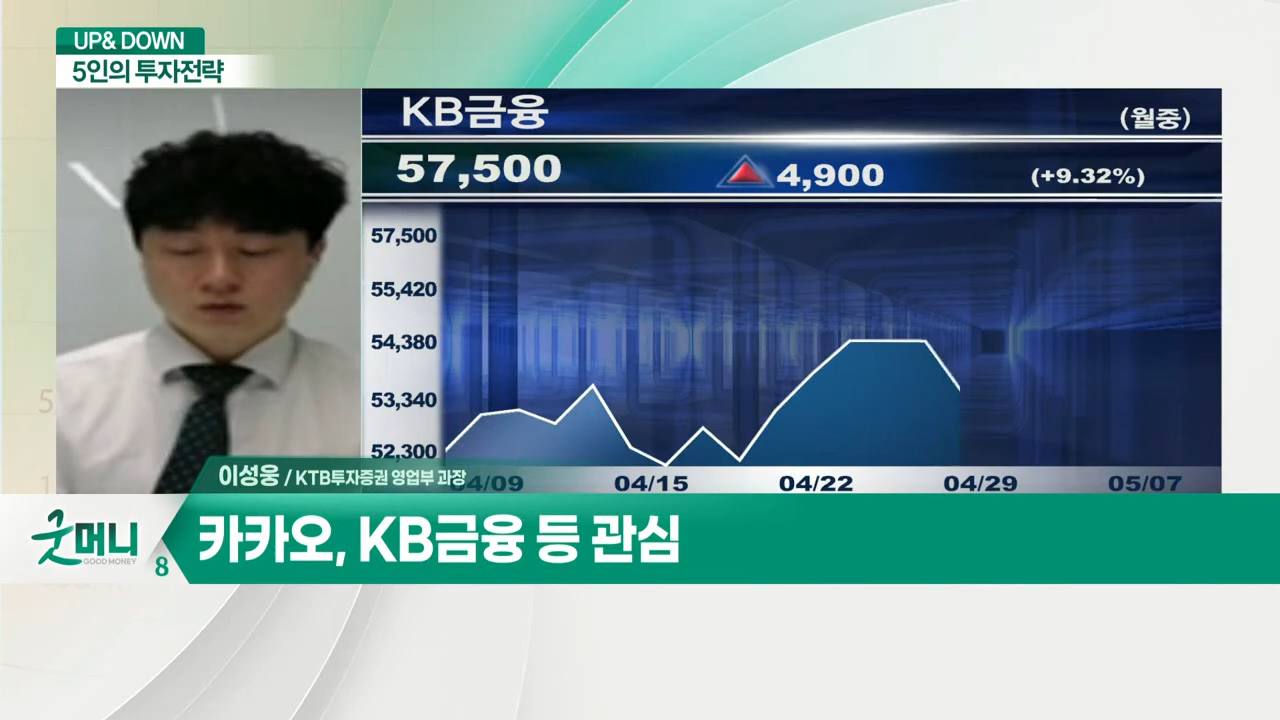 UP& DOWN
5인의 투자전략
KB금융
(월중)
57,500
4,900
(+9.32%)
57,500
55,420
54,380
53,340
52,300
04/09
04/15
04/22
04/29
05/07
이성웅 / KTB투자증권 영업부 과장
굿머니
GOOD MONEY
8
카카오, KB금융 등 관심
5
1